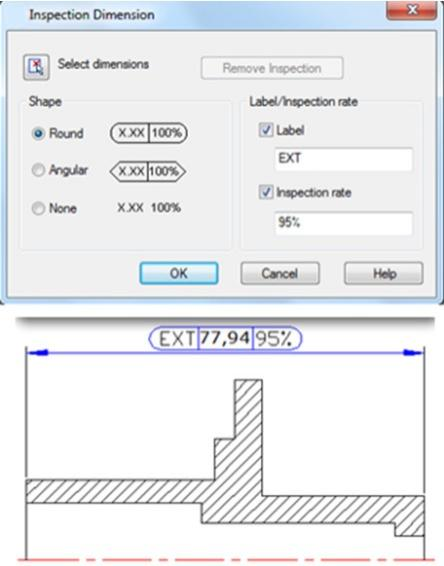 Inspection Dimension
Select dimensions
Remove Inspection
Shape
Round X.XX 100%
Angular X.XX 100%
None X.XX 100%
Label/Inspection rate
Label
EXT
Inspection rate
95%
OK Cancel Help
EXT 77,94 95%